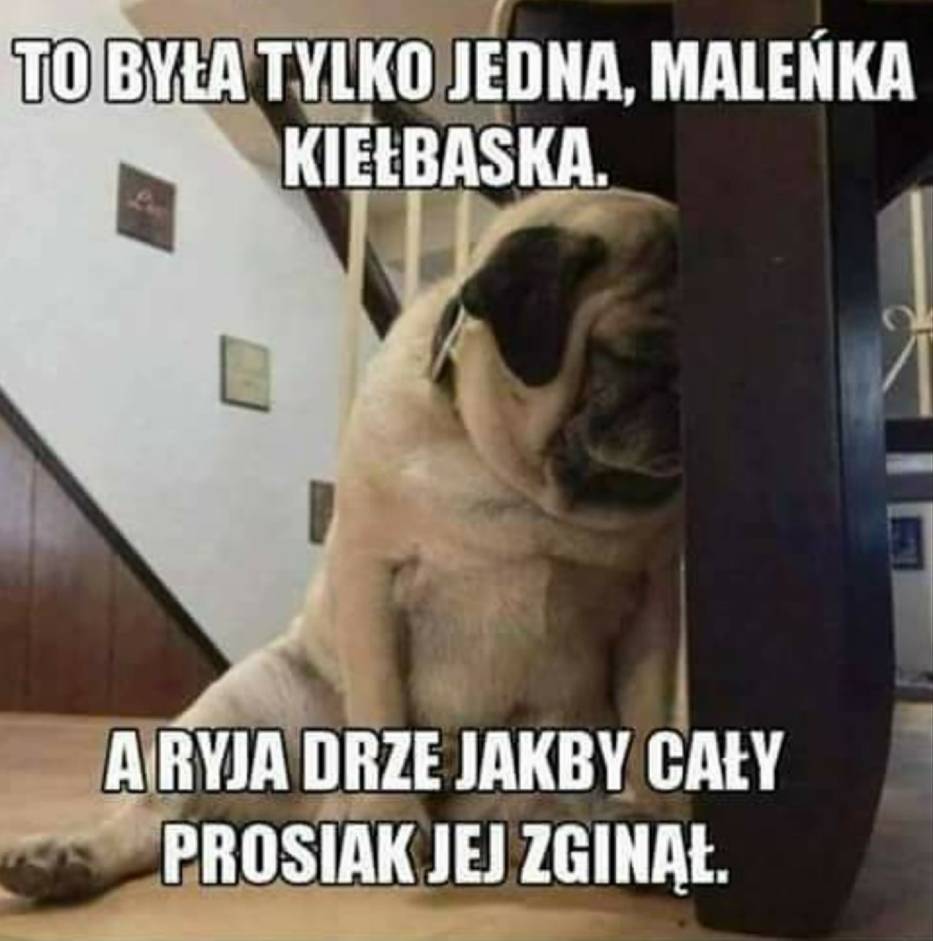 TO BYŁA TYLKO JEDNA, MALEŃKA
KIEŁBASKA.
A RYJA DRZE JAKBY CAŁY
PROSIAK JEJ ZGINĄŁ.